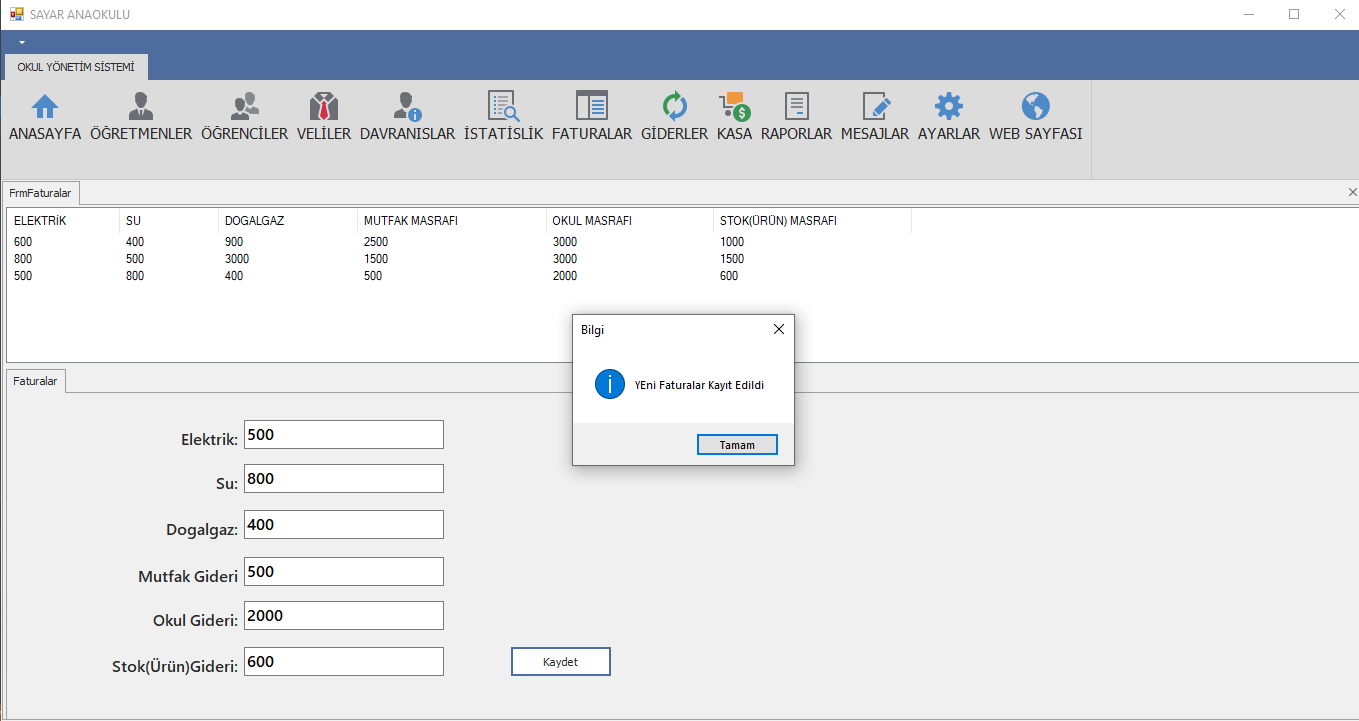 SAYAR ANAOKULU
OKUL YÖNETİM SİSTEMİ
ANASAYFA ÖĞRETMENLER ÖĞRENCİLER VELİLER DAVRANISLAR İSTATİSLİK FATURALAR GİDERLER KASA RAPORLAR MESAJLAR AYARLAR WEB SAYFASI
FrmFaturalar
ELEKTRİK SU DOGALGAZ MUTFAK MASRAFI OKUL MASRAFI STOK(ÜRÜN) MASRAFI
600 400 900 2500 3000 1000
800 500 3000 1500 3000 1500
500 800 400 500 2000 600
Bilgi
YEni Faturalar Kayıt Edildi
Tamam
Faturalar
Elektrik: 500
Su: 800
Dogalgaz: 400
Mutfak Gideri 500
Okul Gideri: 2000
Stok(Ürün)Gideri: 600
Kaydet